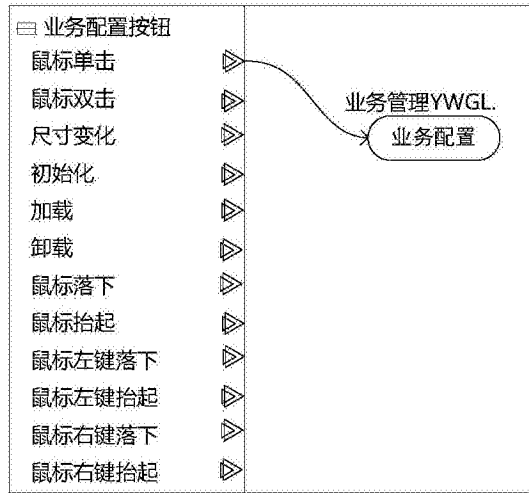 业务配置按钮
鼠标单击
鼠标双击
尺寸变化
初始化
加载
卸载
鼠标落下
鼠标抬起
鼠标左键落下
鼠标左键抬起
鼠标右键落下
鼠标右键抬起
业务管理YWGL.
业务配置